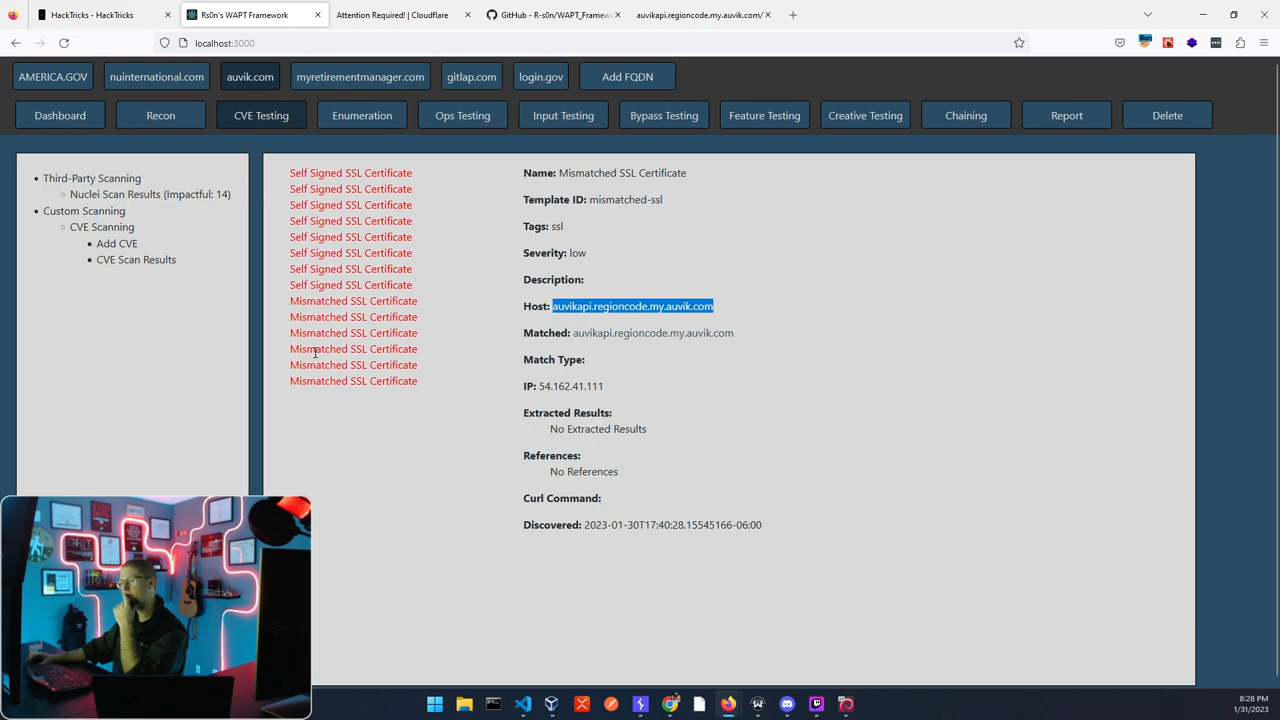 HackTricks - HackTricks
Rs0n's WAPT Framework
Attention Required! | Cloudflare
GitHub - R-s0n/WAPT_Framew
auvikapi.regioncode.my.auvik.com/
localhost:3000
AMERICA.GOV
nuinternational.com
auvik.com
myretirementmanager.com
gitlap.com
login.gov
Add FQDN
Dashboard
Recon
CVE Testing
Enumeration
Ops Testing
Input Testing
Bypass Testing
Feature Testing
Creative Testing
Chaining
Report
Delete
Third-Party Scanning
Nuclei Scan Results (Impactful: 14)
Custom Scanning
CVE Scanning
Add CVE
CVE Scan Results
Self Signed SSL Certificate
Self Signed SSL Certificate
Self Signed SSL Certificate
Self Signed SSL Certificate
Self Signed SSL Certificate
Self Signed SSL Certificate
Self Signed SSL Certificate
Self Signed SSL Certificate
Mismatched SSL Certificate
Mismatched SSL Certificate
Mismatched SSL Certificate
Mismatched SSL Certificate
Mismatched SSL Certificate
Mismatched SSL Certificate
Name: Mismatched SSL Certificate
Template ID: mismatched-ssl
Tags: ssl
Severity: low
Description:
Host: auvikapi.regioncode.my.auvik.com
Matched: auvikapi.regioncode.my.auvik.com
Match Type:
IP: 54.162.41.111
Extracted Results:
No Extracted Results
References:
No References
Curl Command:
Discovered: 2023-01-30T17:40:28.15545166-06:00
8:28 PM
1/31/2023